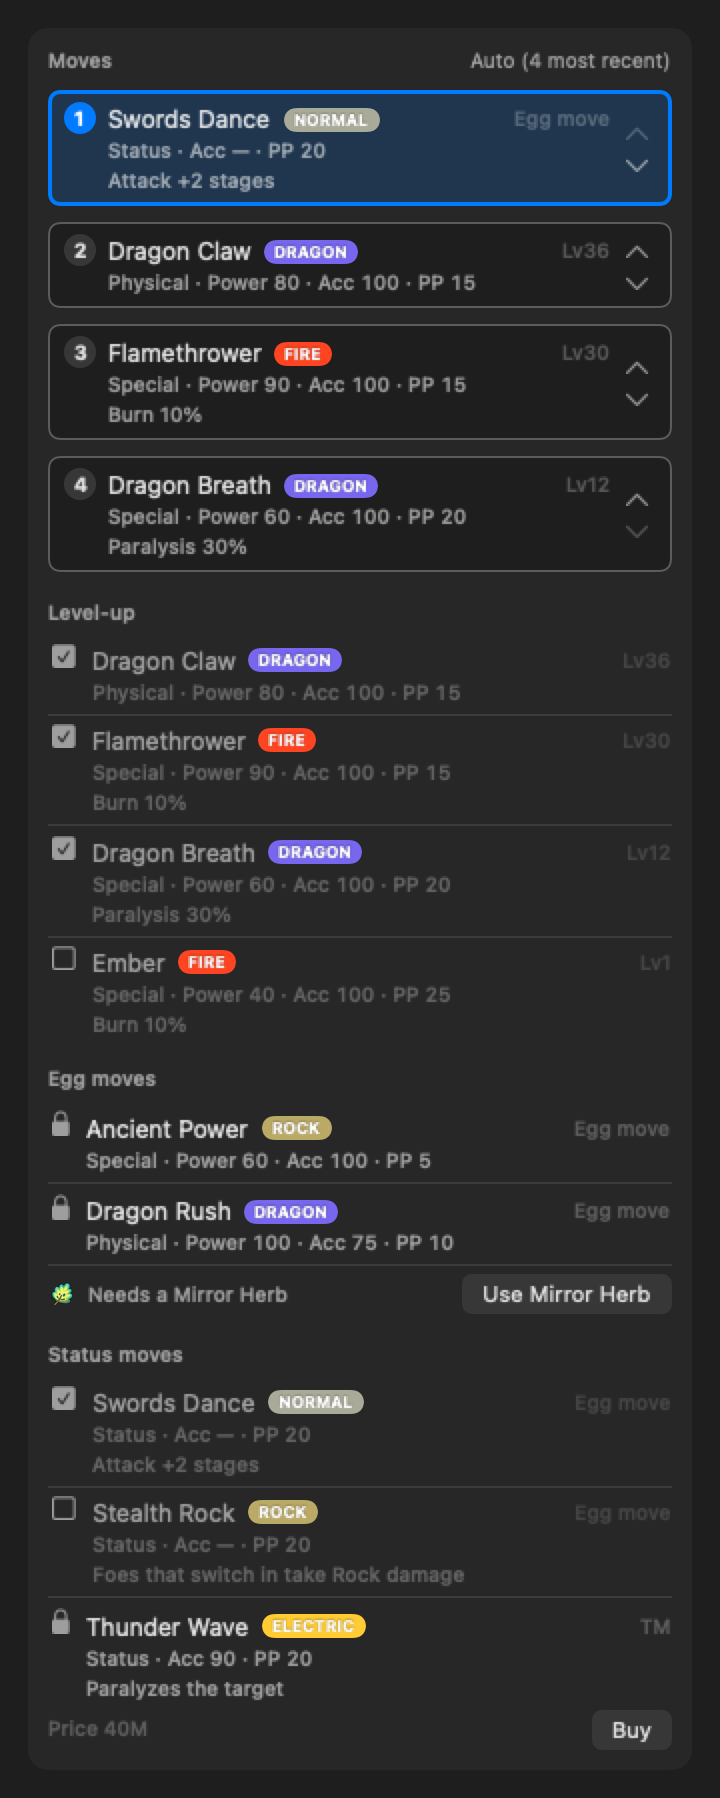 Moves Auto (4 most recent)
1 Swords Dance NORMAL Egg move
Status · Acc — · PP 20
Attack +2 stages
2 Dragon Claw DRAGON Lv36
Physical · Power 80 · Acc 100 · PP 15
3 Flamethrower FIRE Lv30
Special · Power 90 · Acc 100 · PP 15
Burn 10%
4 Dragon Breath DRAGON Lv12
Special · Power 60 · Acc 100 · PP 20
Paralysis 30%
Level-up
Dragon Claw DRAGON Lv36
Physical · Power 80 · Acc 100 · PP 15
Flamethrower FIRE Lv30
Special · Power 90 · Acc 100 · PP 15
Burn 10%
Dragon Breath DRAGON Lv12
Special · Power 60 · Acc 100 · PP 20
Paralysis 30%
Ember FIRE Lv1
Special · Power 40 · Acc 100 · PP 25
Burn 10%
Egg moves
Ancient Power ROCK Egg move
Special · Power 60 · Acc 100 · PP 5
Dragon Rush DRAGON Egg move
Physical · Power 100 · Acc 75 · PP 10
Needs a Mirror Herb Use Mirror Herb
Status moves
Swords Dance NORMAL Egg move
Status · Acc — · PP 20
Attack +2 stages
Stealth Rock ROCK Egg move
Status · Acc — · PP 20
Foes that switch in take Rock damage
Thunder Wave ELECTRIC TM
Status · Acc 90 · PP 20
Paralyzes the target
Price 40M Buy